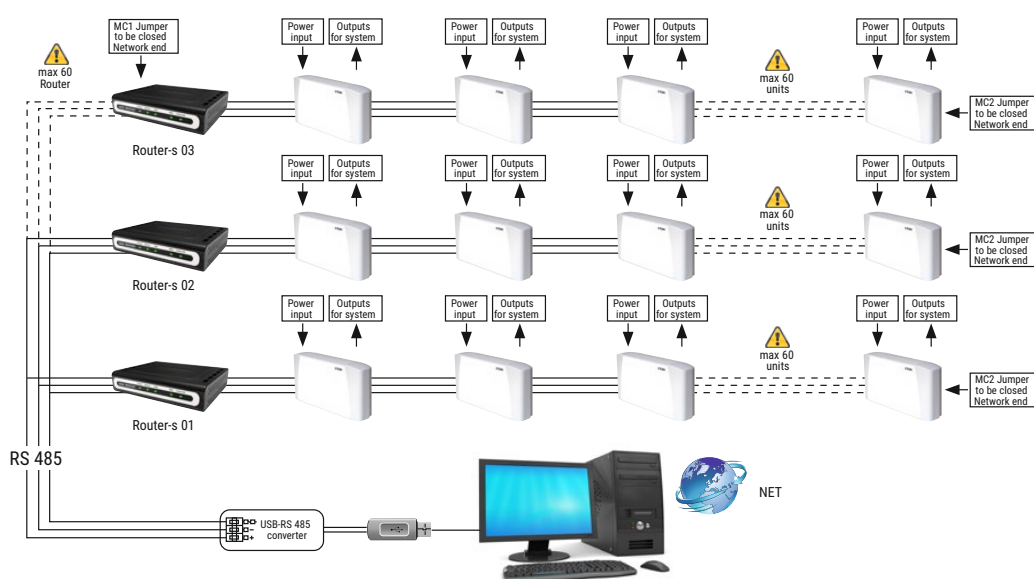 MC1 Jumper
to be closed
Network end
max 60
Router
Power
input
Outputs
for system
Power
input
Outputs
for system
Power
input
Outputs
for system
max 60
units
Power
input
Outputs
for system
MC2 Jumper
to be closed
Network end
Router-s 03
Power
input
Outputs
for system
Power
input
Outputs
for system
Power
input
Outputs
for system
max 60
units
Power
input
Outputs
for system
MC2 Jumper
to be closed
Network end
Router-s 02
Power
input
Outputs
for system
Power
input
Outputs
for system
Power
input
Outputs
for system
max 60
units
Power
input
Outputs
for system
MC2 Jumper
to be closed
Network end
Router-s 01
RS 485
NET
USB-RS 485
converter
-
+